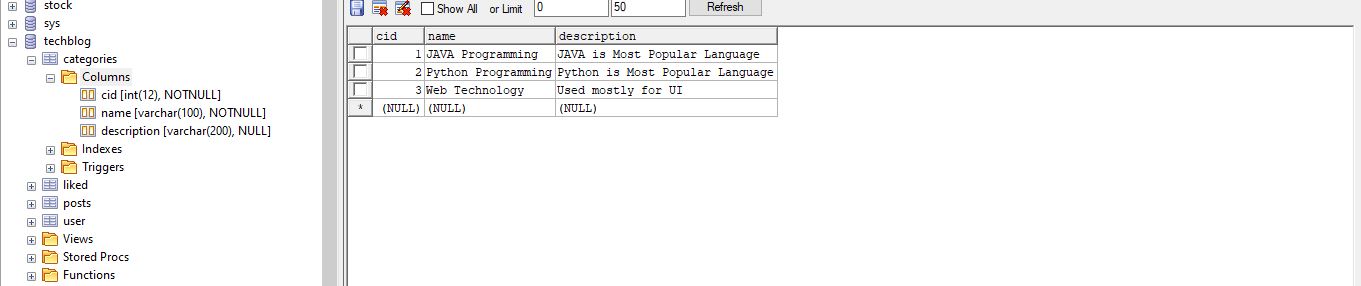 stock
sys
techblog
categories
Columns
cid [int(12), NOTNULL]
name [varchar(100), NOTNULL]
description [varchar(200), NULL]
Indexes
Triggers
liked
posts
user
Views
Stored Procs
Functions
Show All or Limit 0 50 Refresh
cid name description
1 JAVA Programming JAVA is Most Popular Language
2 Python Programming Python is Most Popular Language
3 Web Technology Used mostly for UI
* (NULL) (NULL) (NULL)